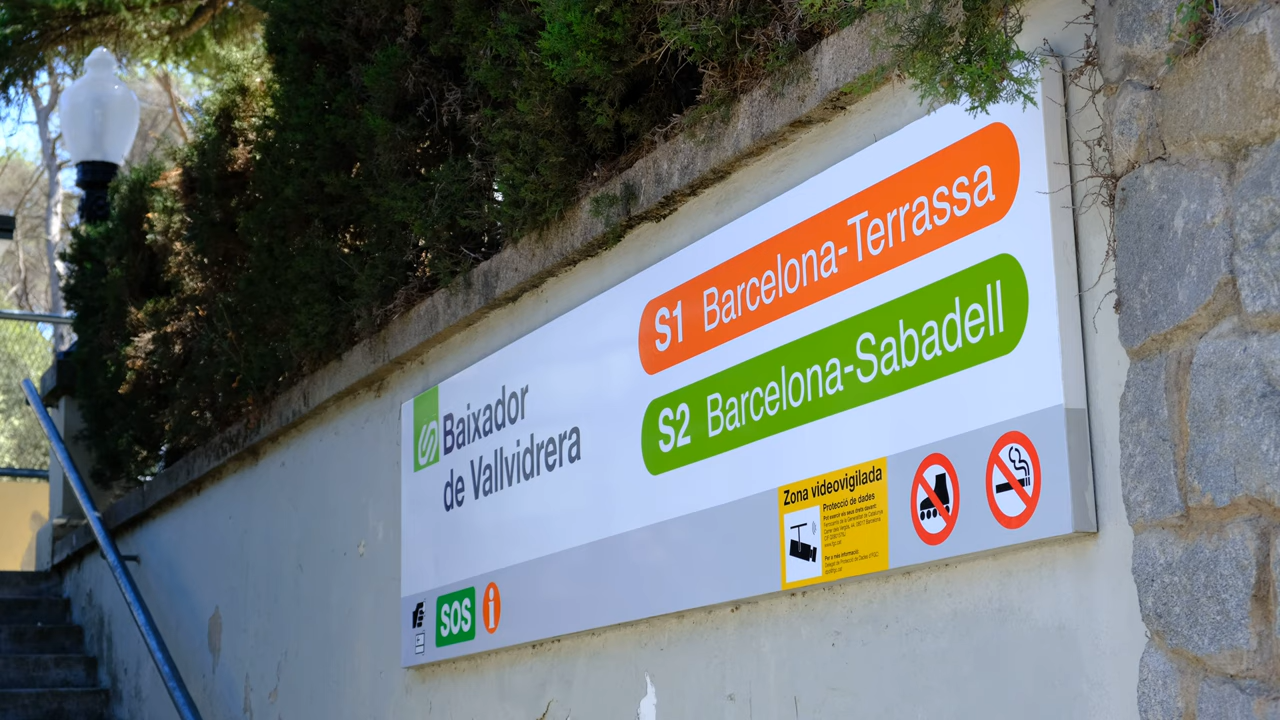 S1 Barcelona-Terrassa
S2 Barcelona-Sabadell
Baixador
de Vallvidrera
Zona videovigilada
Protecció de dades
SOS
i